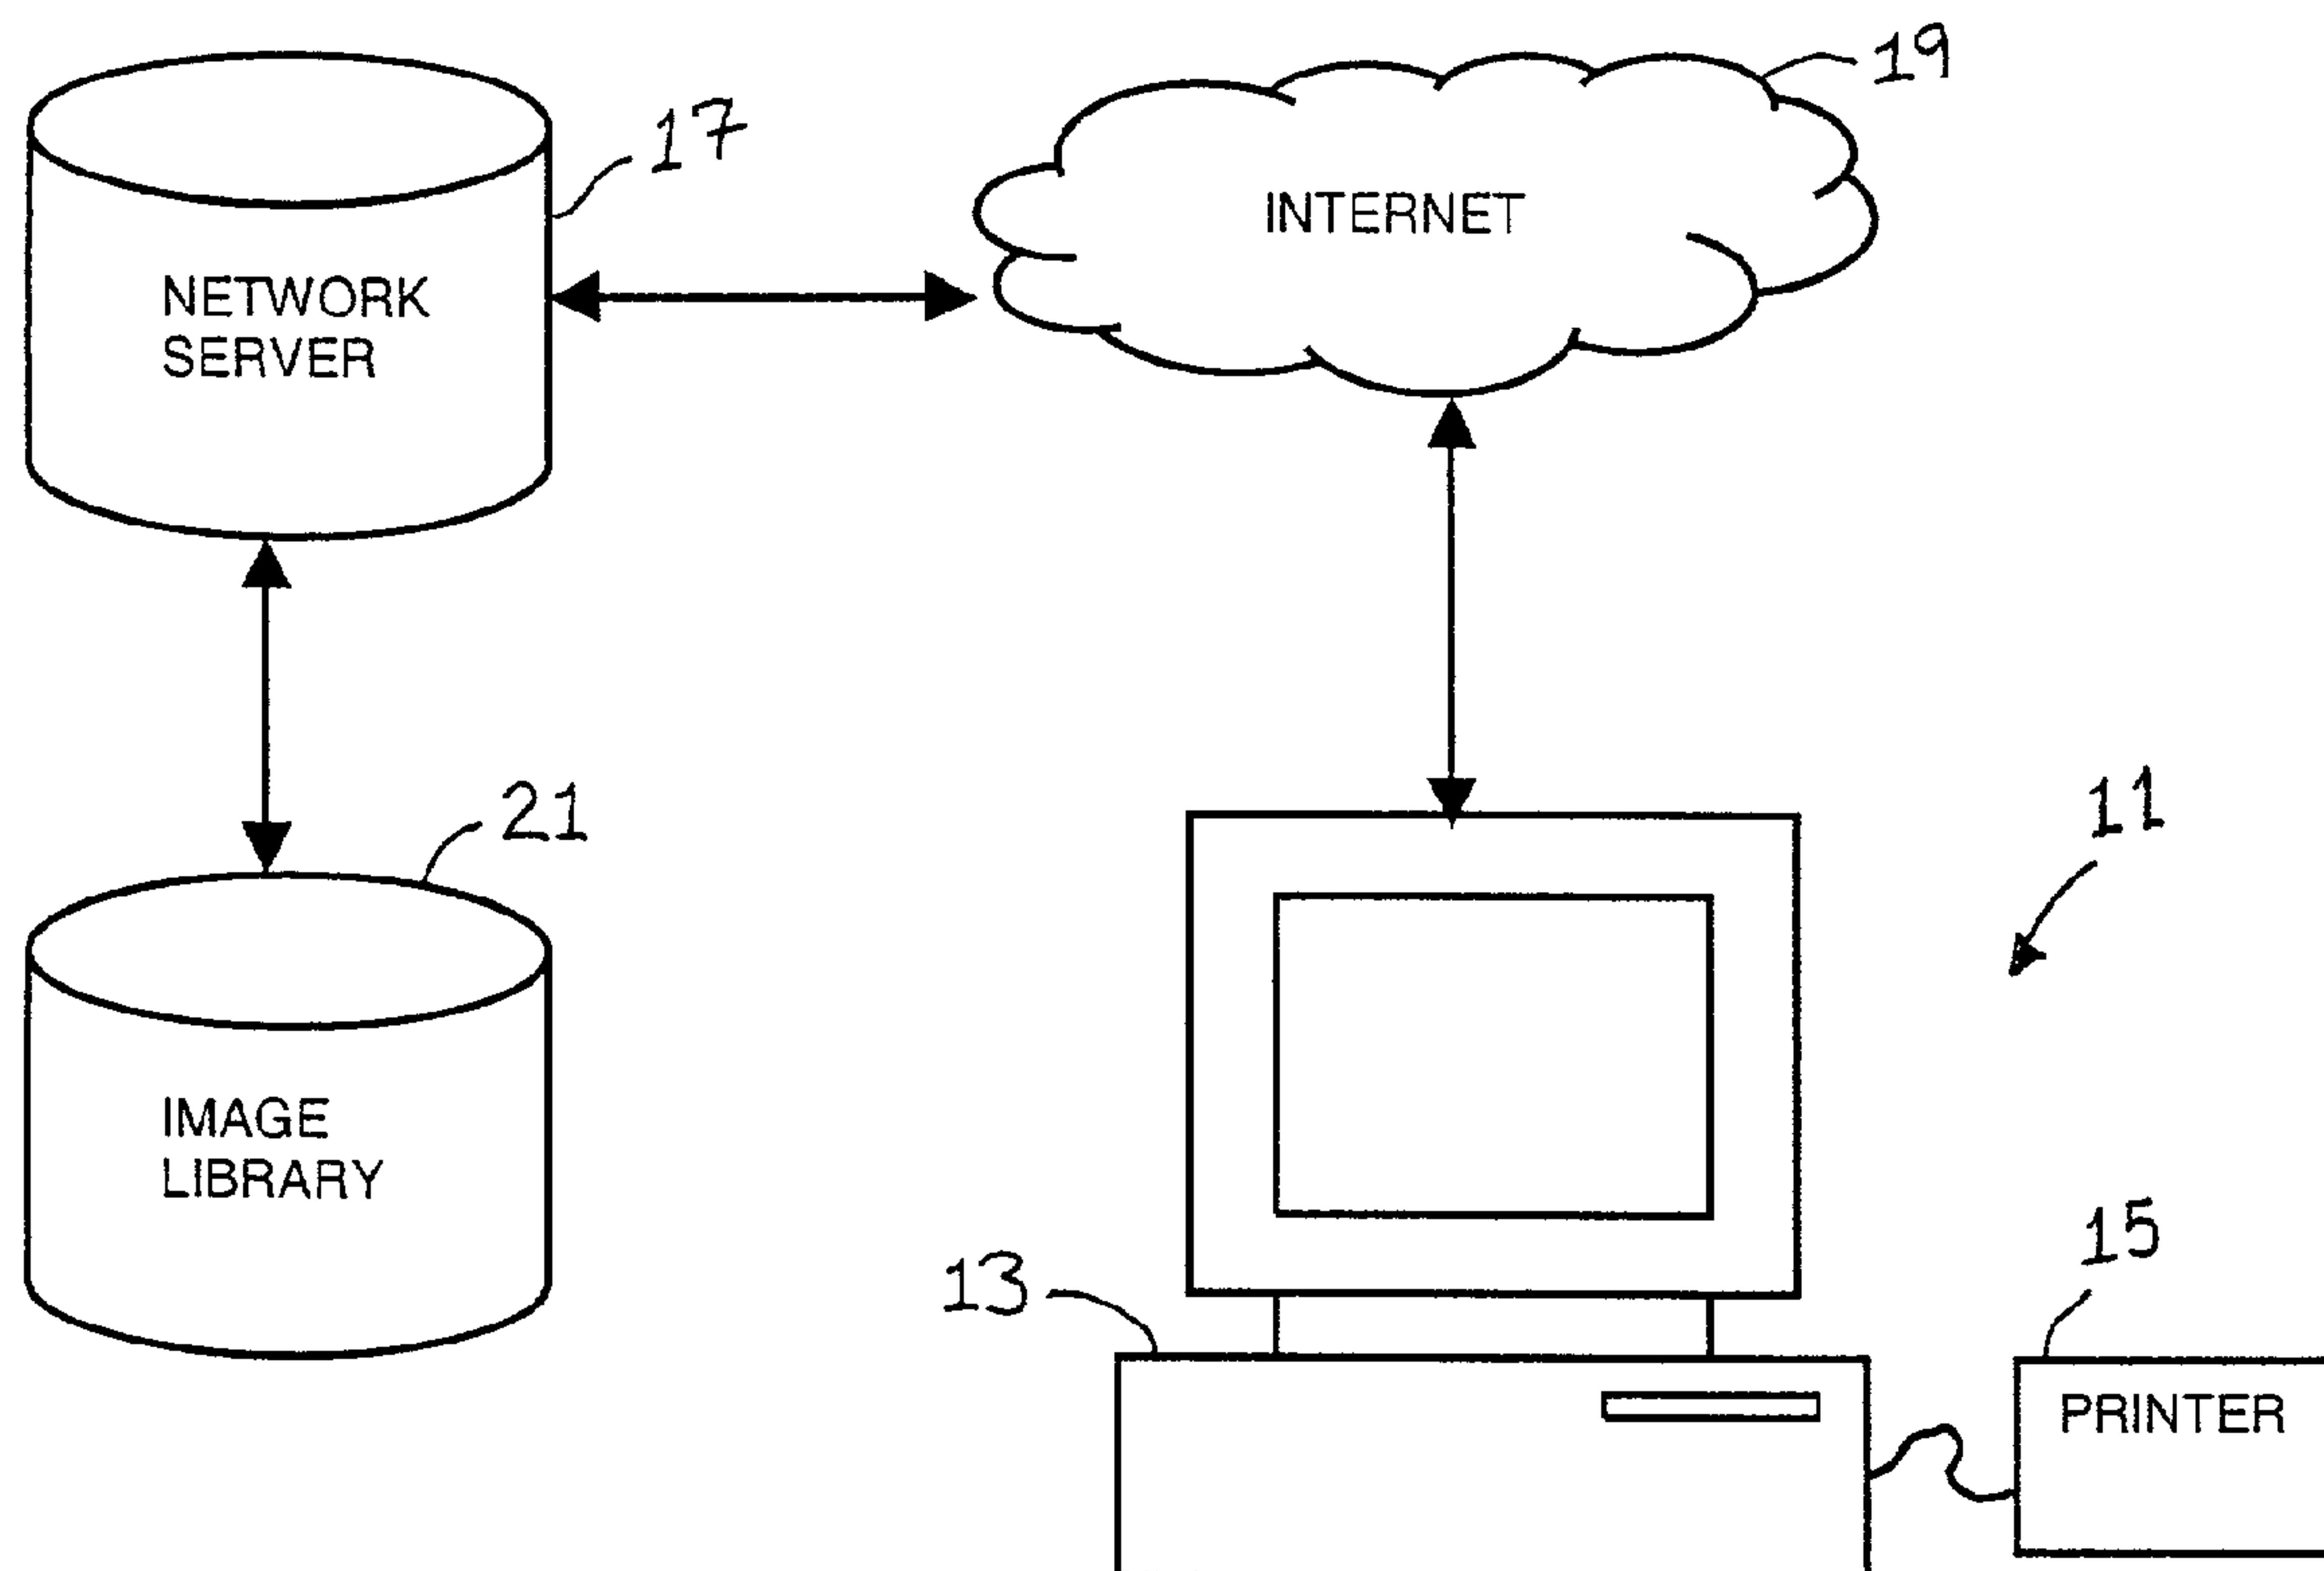 19
17
INTERNET
NETWORK
SERVER
21
11
IMAGE
LIBRARY
15
13
PRINTER